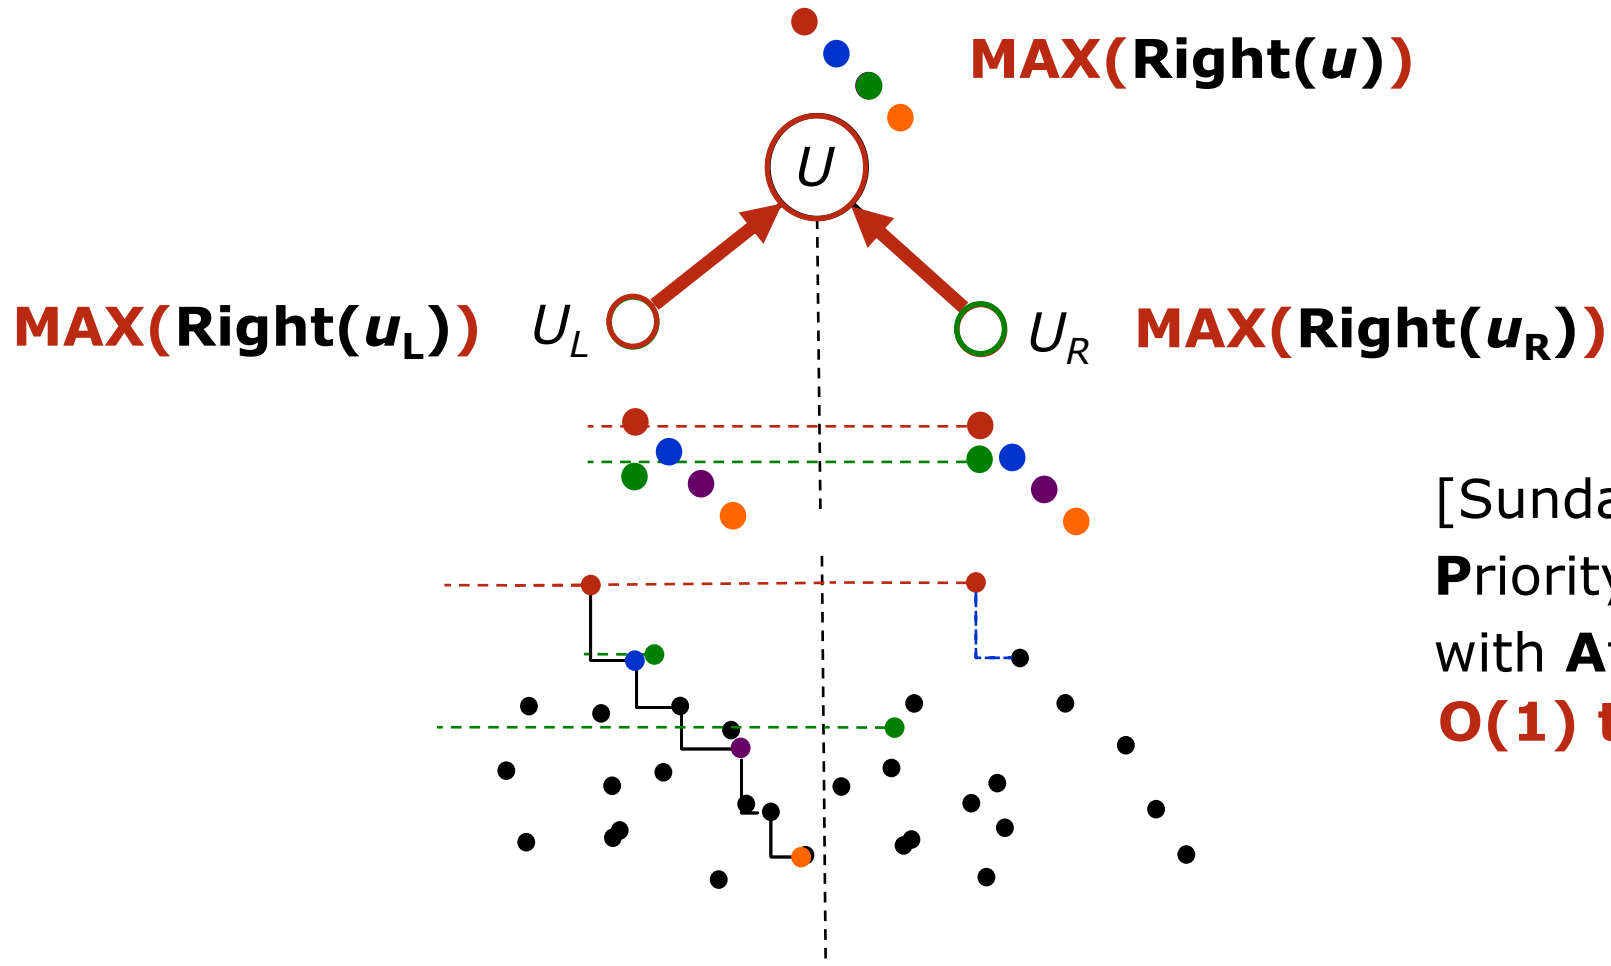 MAX(Right(u))
U
MAX(Right(uL))
UL
UR
MAX(Right(uR))
[Sunda
Priority
with A
O(1) t